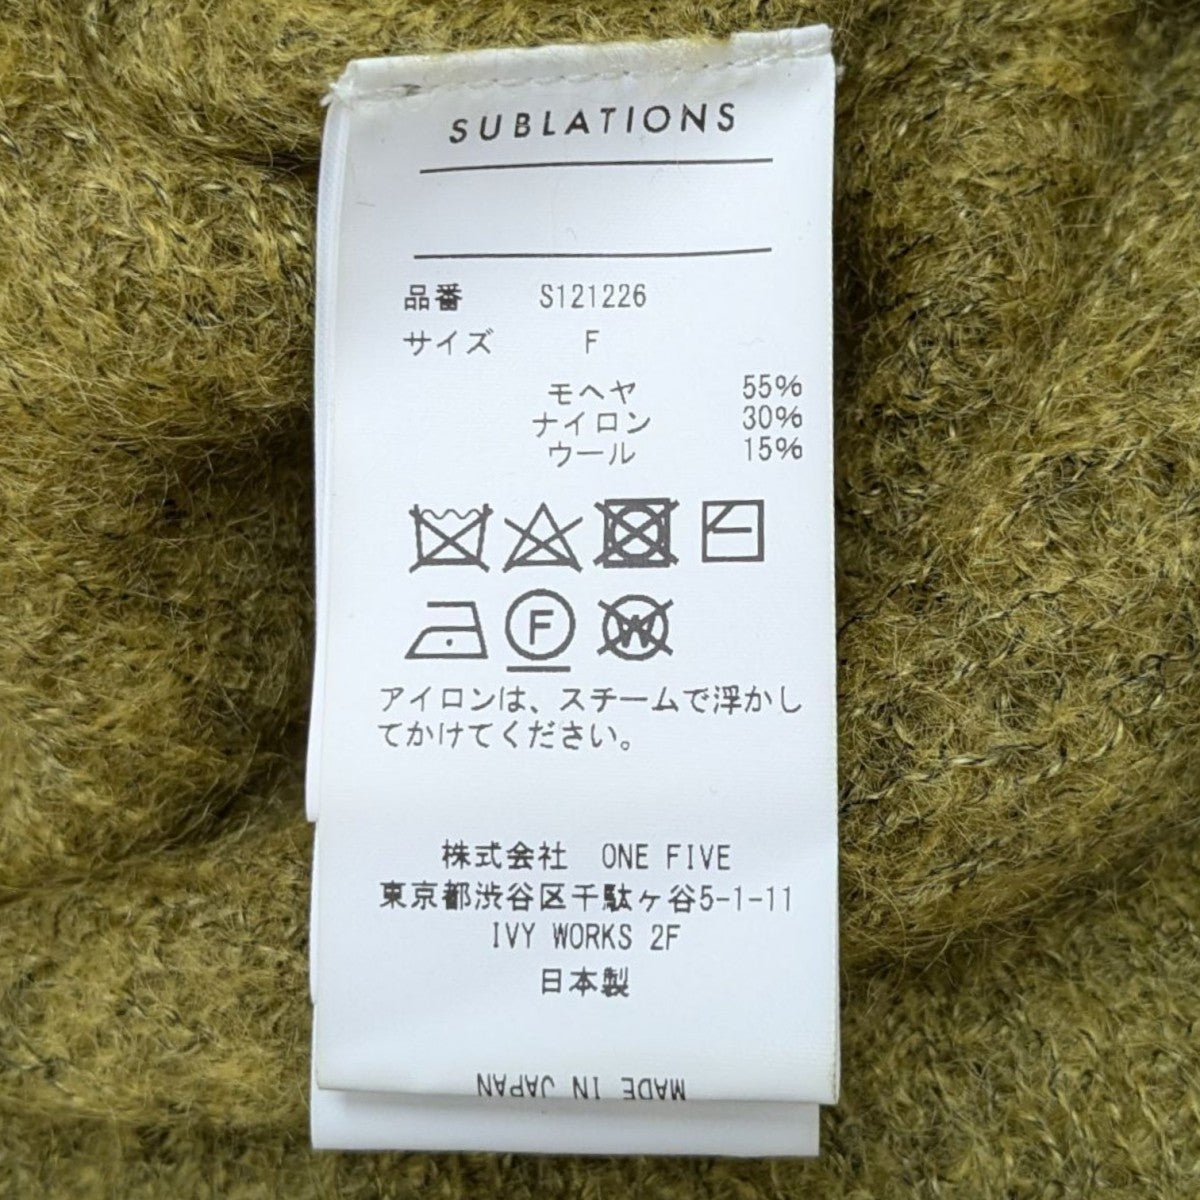 SUBLATIONS
品番 S121226
サイズ F
モヘヤ 55%
ナイロン 30%
ウール 15%
F W
アイロンは、スチームで浮かし
てかけてください。
株式会社 ONE FIVE
東京都渋谷区千駄ヶ谷5-1-11
IVY WORKS 2F
日本製
MADE IN JAPAN